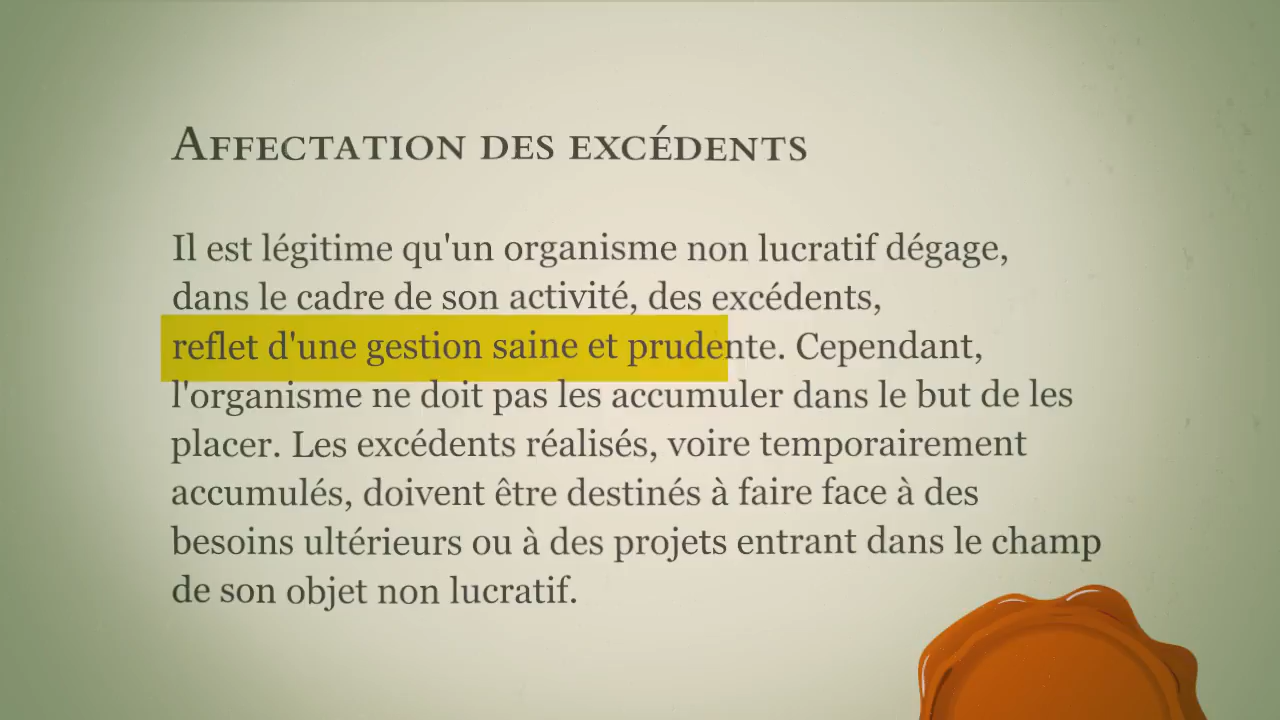 Affectation des excédents
Il est légitime qu'un organisme non lucratif dégage,
dans le cadre de son activité, des excédents,
reflet d'une gestion saine et prudente. Cependant,
l'organisme ne doit pas les accumuler dans le but de les
placer. Les excédents réalisés, voire temporairement
accumulés, doivent être destinés à faire face à des
besoins ultérieurs ou à des projets entrant dans le champ
de son objet non lucratif.